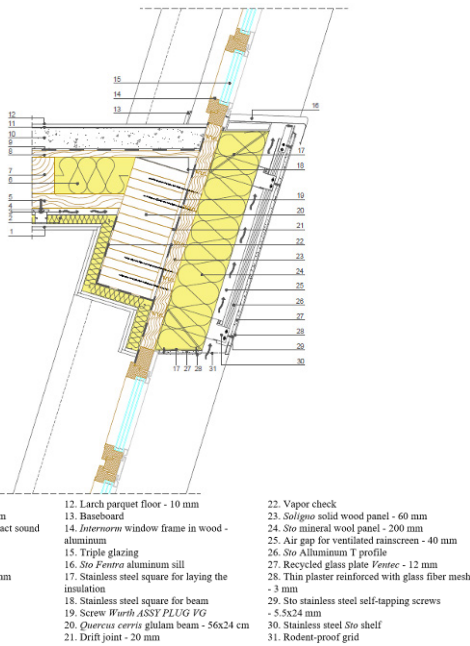 15
14
13
12
11
10
9
8
7
6
5
4
3
2
1
16
17
18
19
20
21
22
23
24
25
26
27
28
29
30
17 27 28 31
m
act sound
mm
12. Larch parquet floor - 10 mm
13. Baseboard
14. Internorm window frame in wood -
aluminum
15. Triple glazing
16. Sto Fentra aluminum sill
17. Stainless steel square for laying the
insulation
18. Stainless steel square for beam
19. Screw Wurth ASSY PLUG VG
20. Quercus cerris glulam beam - 56x24 cm
21. Drift joint - 20 mm
22. Vapor check
23. Soligno solid wood panel - 60 mm
24. Sto mineral wool panel - 200 mm
25. Air gap for ventilated rainscreen - 40 mm
26. Sto Alluminum T profile
27. Recycled glass plate Ventec - 12 mm
28. Thin plaster reinforced with glass fiber mesh
- 3 mm
29. Sto stainless steel self-tapping screws
- 5.5x24 mm
30. Stainless steel Sto shelf
31. Rodent-proof grid